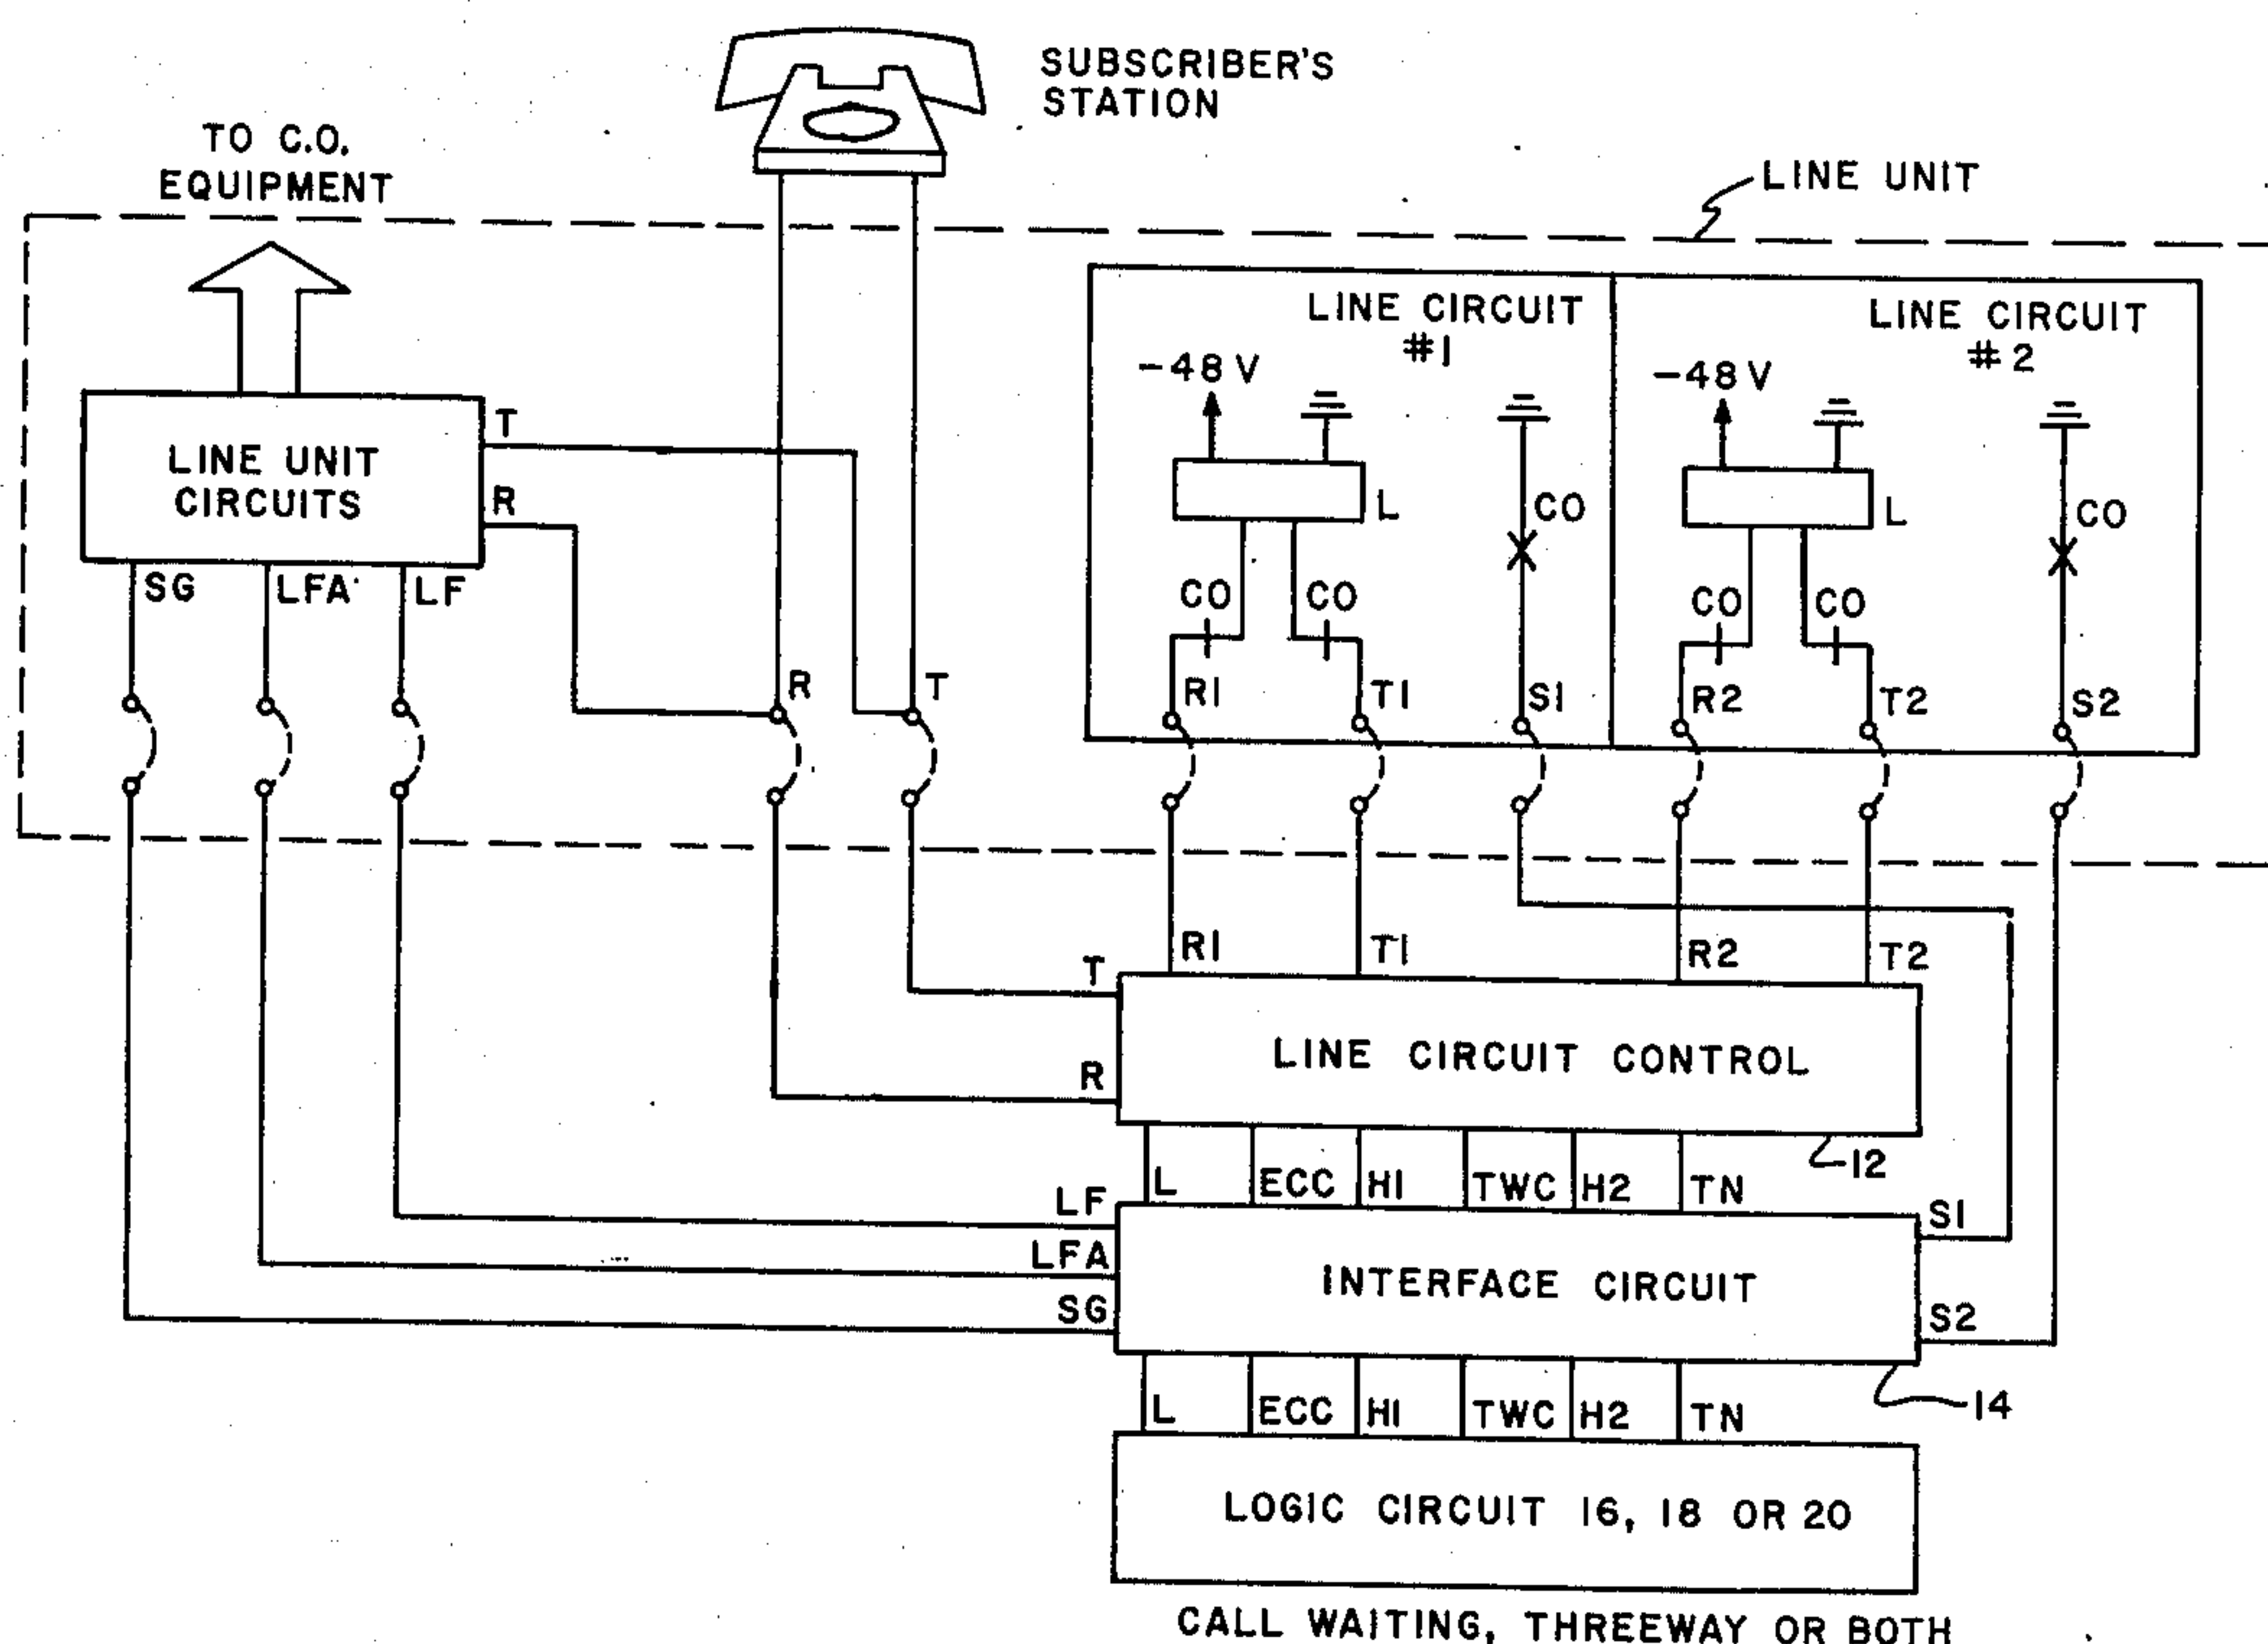 SUBSCRIBER'S
STATION
TO C.O.
EQUIPMENT
LINE UNIT
LINE CIRCUIT
#1
LINE CIRCUIT
#2
-48V
-48V
T
LINE UNIT
CIRCUITS
R
L
CO
L
CO
SG
LFA
LF
CO
CO
CO
CO
R
T
R1
T1
S1
R2
T2
S2
R1
T1
R2
T2
T
LINE CIRCUIT CONTROL
R
12
L
ECC
H1
TWC
H2
TN
LF
S1
LFA
INTERFACE CIRCUIT
SG
S2
L
ECC
H1
TWC
H2
TN
14
LOGIC CIRCUIT 16, 18 OR 20
CALL WAITING, THREEWAY OR BOTH